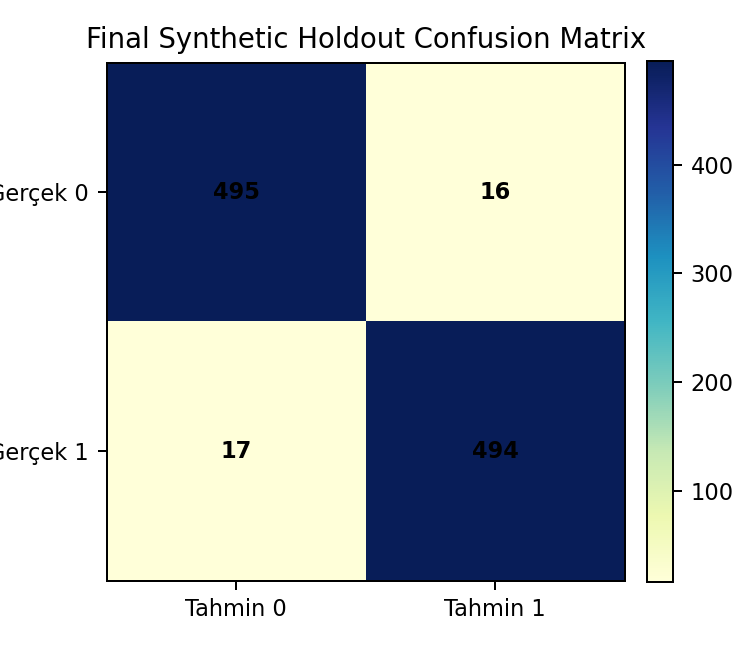 Final Synthetic Holdout Confusion Matrix
Gerçek 0
495
16
Gerçek 1
17
494
Tahmin 0
Tahmin 1
400
300
200
100